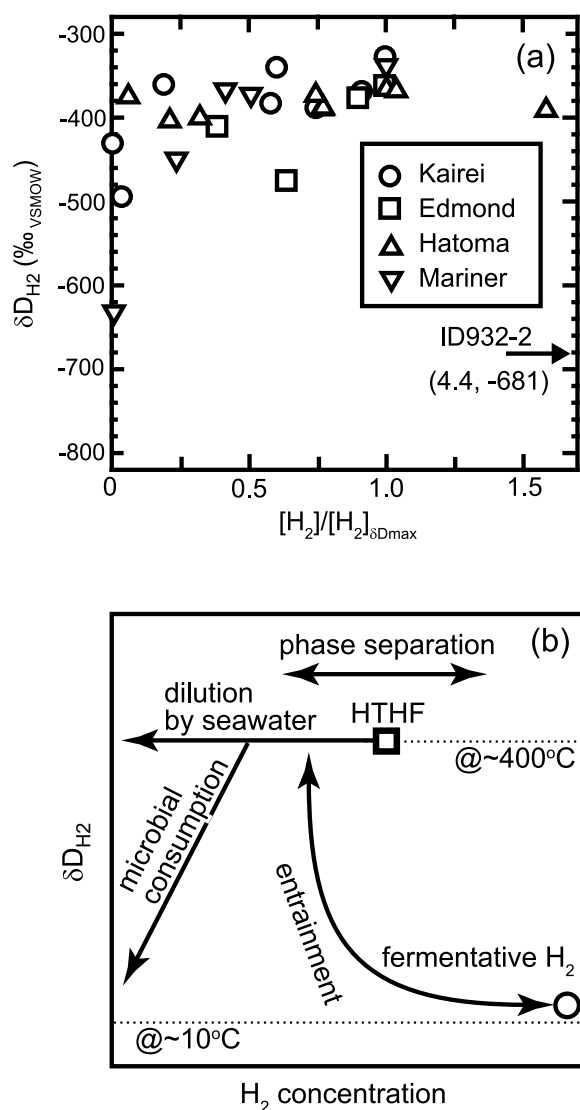 (a)
-300
-400
-500
-600
-700
-800
δD_H2 (‰ VSMOW)
Kairei
Edmond
Hatoma
Mariner
ID932-2
(4.4, -681)
0
0.5
1.0
1.5
[H₂]/[H₂]δDmax
(b)
phase separation
dilution
by seawater
HTHF
@~400°C
microbial
consumption
δD_H2
entrainment
fermentative H₂
@~10°C
H₂ concentration